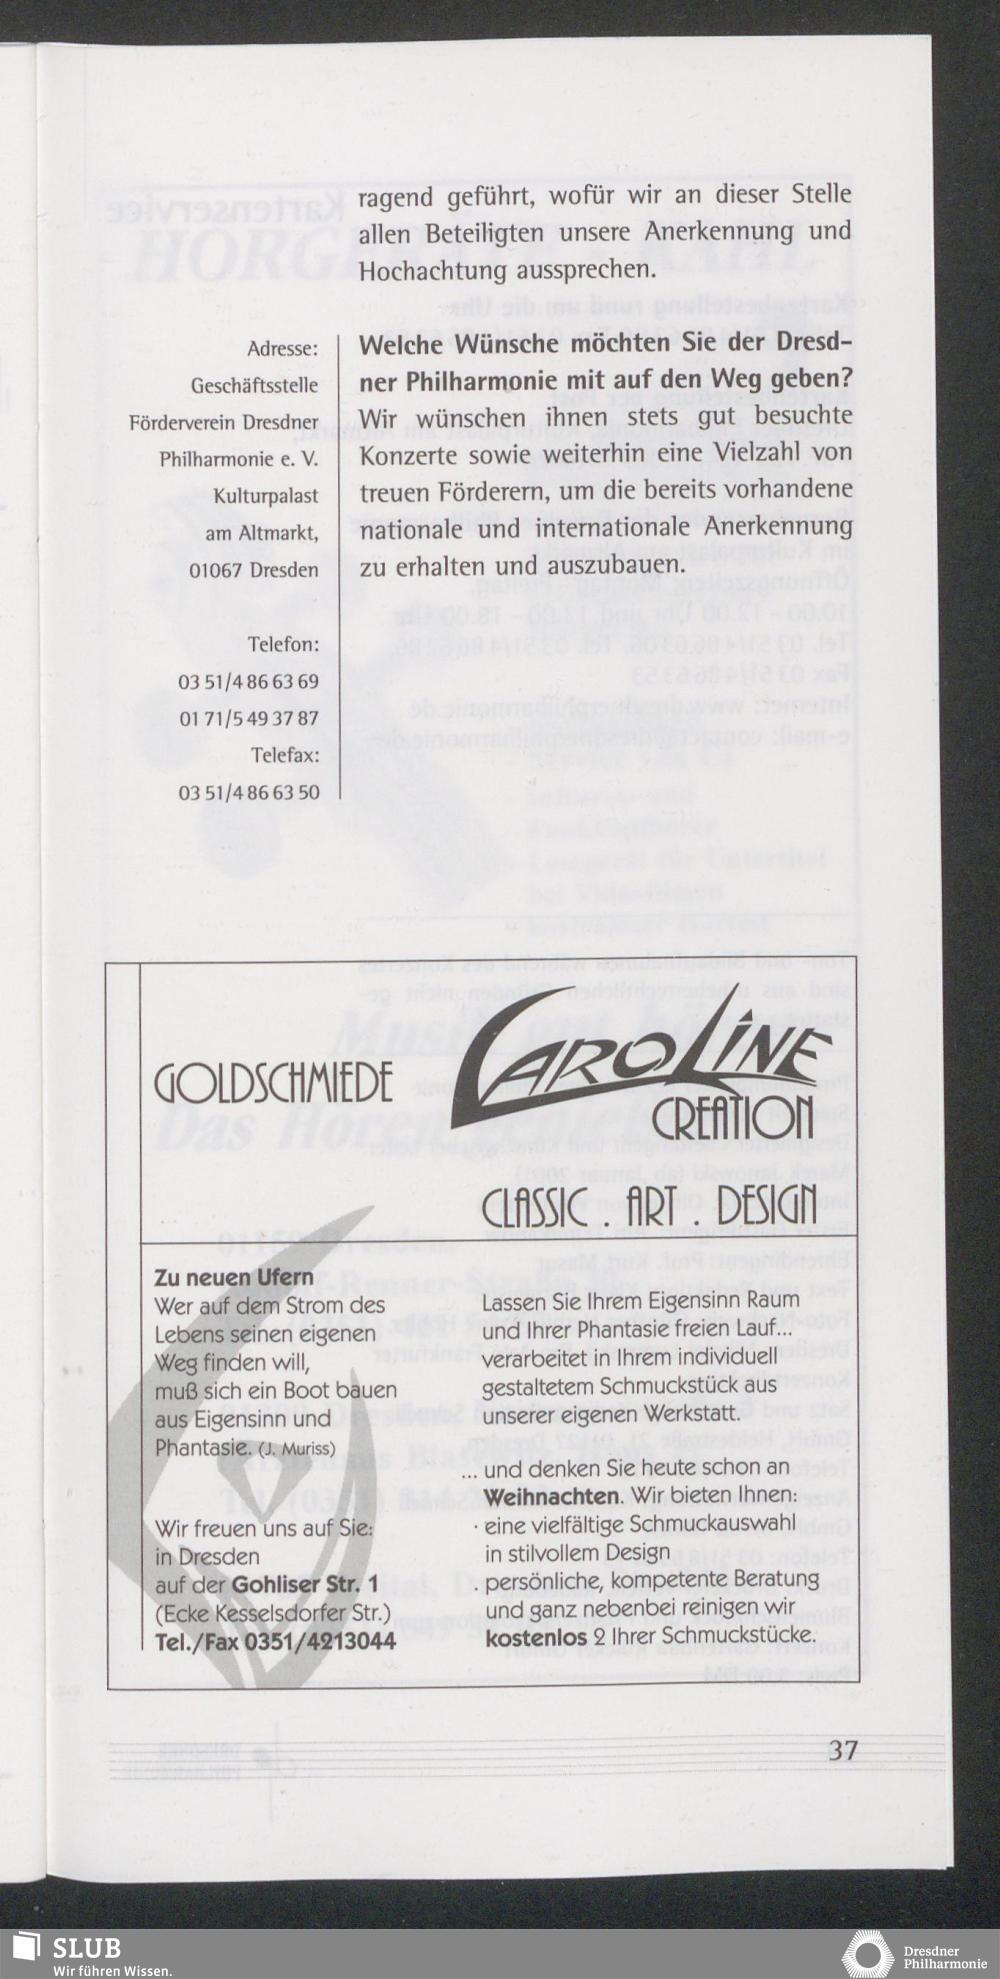 ragend geführt, wofür wir an dieser Stelle
allen Beteiligten unsere Anerkennung und
Hochachtung aussprechen.
Adresse:
Geschäftsstelle
Förderverein Dresdner
Philharmonie e. V.
Kulturpalast
am Altmarkt,
01067 Dresden
Telefon:
03 51/4 86 63 69
01 71/5 49 37 87
Telefax:
03 51/4 86 63 50
Welche Wünsche möchten Sie der Dresd-
ner Philharmonie mit auf den Weg geben?
Wir wünschen ihnen stets gut besuchte
Konzerte sowie weiterhin eine Vielzahl von
treuen Förderern, um die bereits vorhandene
nationale und internationale Anerkennung
zu erhalten und auszubauen.
GOLDSCHMIEDE
CAROLINE
CREATION
CLASSIC . ART . DESIGN
Zu neuen Ufern
Wer auf dem Strom des
Lebens seinen eigenen
Weg finden will,
muß sich ein Boot bauen
aus Eigensinn und
Phantasie. (J. Muriss)
Wir freuen uns auf Sie:
in Dresden
auf der Gohliser Str. 1
(Ecke Kesselsdorfer Str.)
Tel./Fax 0351/4213044
Lassen Sie Ihrem Eigensinn Raum
und Ihrer Phantasie freien Lauf...
verarbeitet in Ihrem individuell
gestaltetem Schmuckstück aus
unserer eigenen Werkstatt.
... und denken Sie heute schon an
Weihnachten. Wir bieten Ihnen:
· eine vielfältige Schmuckauswahl
in stilvollem Design
· persönliche, kompetente Beratung
und ganz nebenbei reinigen wir
kostenlos 2 Ihrer Schmuckstücke.
37
SLUB
Wir führen Wissen.
Dresdner
Philharmonie